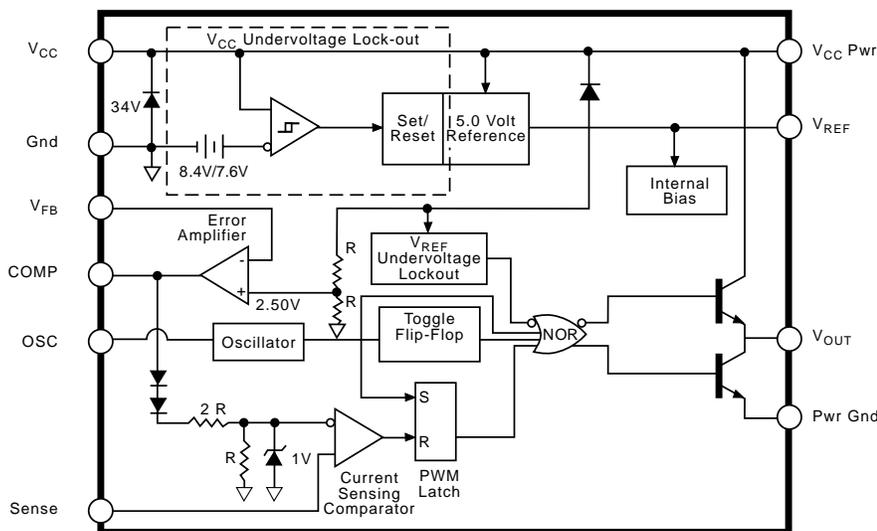 VCC Undervoltage Lock-out
VCC
VCC Pwr
34V
Set/
Reset
5.0 Volt
Reference
Gnd
VREF
8.4V/7.6V
Internal
Bias
VFB
Error
Amplifier
R
VREF
Undervoltage
Lockout
COMP
-
+
2.50V
R
OSC
Oscillator
Toggle
Flip-Flop
NOR
VOUT
2 R
S
R
R
1V
Pwr Gnd
Current
Sensing
Comparator
PWM
Latch
Sense